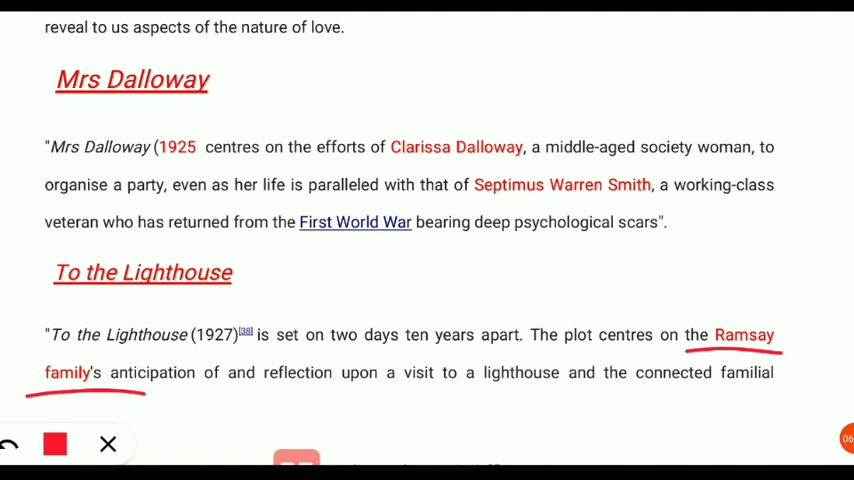 reveal to us aspects of the nature of love.
Mrs Dalloway
"Mrs Dalloway (1925 centres on the efforts of Clarissa Dalloway, a middle-aged society woman, to
organise a party, even as her life is paralleled with that of Septimus Warren Smith, a working-class
veteran who has returned from the First World War bearing deep psychological scars".
To the Lighthouse
"To the Lighthouse (1927)[38] is set on two days ten years apart. The plot centres on the Ramsay
family's anticipation of and reflection upon a visit to a lighthouse and the connected familial
06